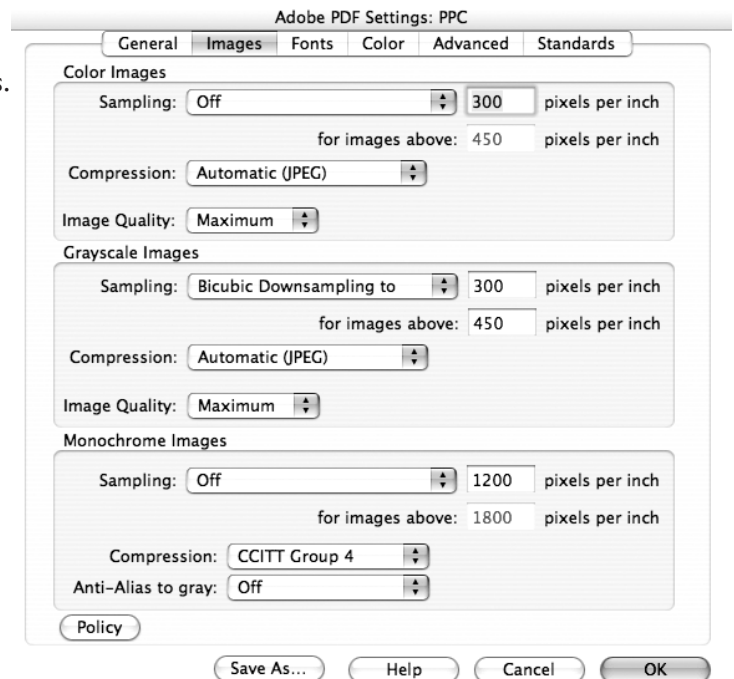 Adobe PDF Settings: PPC
General Images Fonts Color Advanced Standards
s.
Color Images
Sampling: Off 300 pixels per inch
for images above: 450 pixels per inch
Compression: Automatic (JPEG)
Image Quality: Maximum
Grayscale Images
Sampling: Bicubic Downsampling to 300 pixels per inch
for images above: 450 pixels per inch
Compression: Automatic (JPEG)
Image Quality: Maximum
Monochrome Images
Sampling: Off 1200 pixels per inch
for images above: 1800 pixels per inch
Compression: CCITT Group 4
Anti-Alias to gray: Off
Policy
Save As... Help Cancel OK